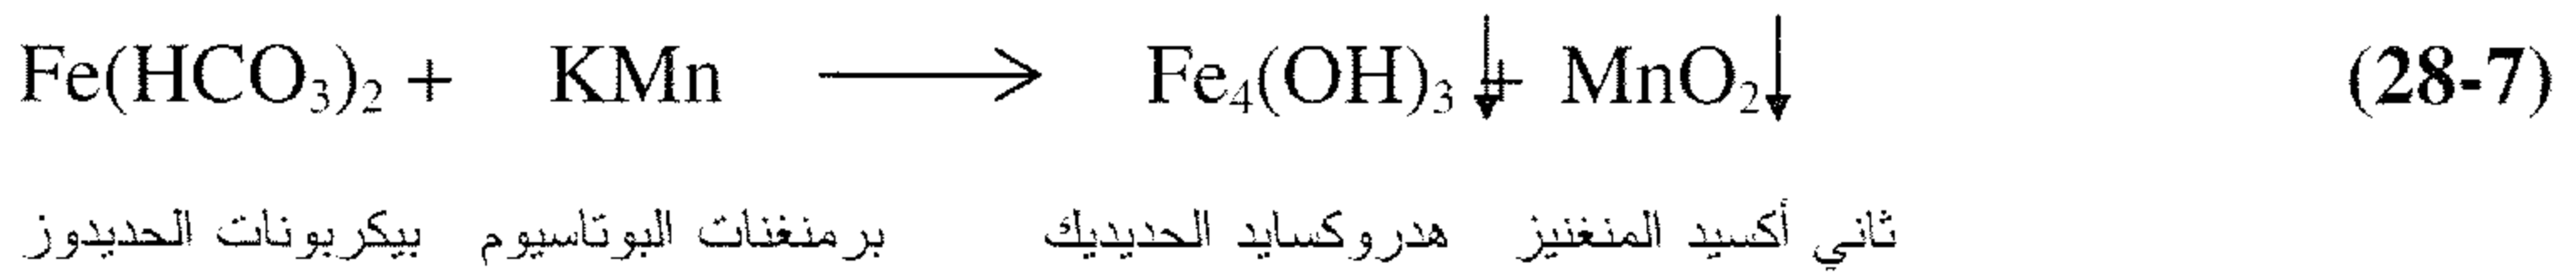 Fe(HCO₃)₂ + KMn ⟶ Fe₄(OH)₃↓ + MnO₂↓ (28-7)
بيكربونات الحديدوز برمنغنات البوتاسيوم هدروكسايد الحديديك ثاني أكسيد المنغنيز